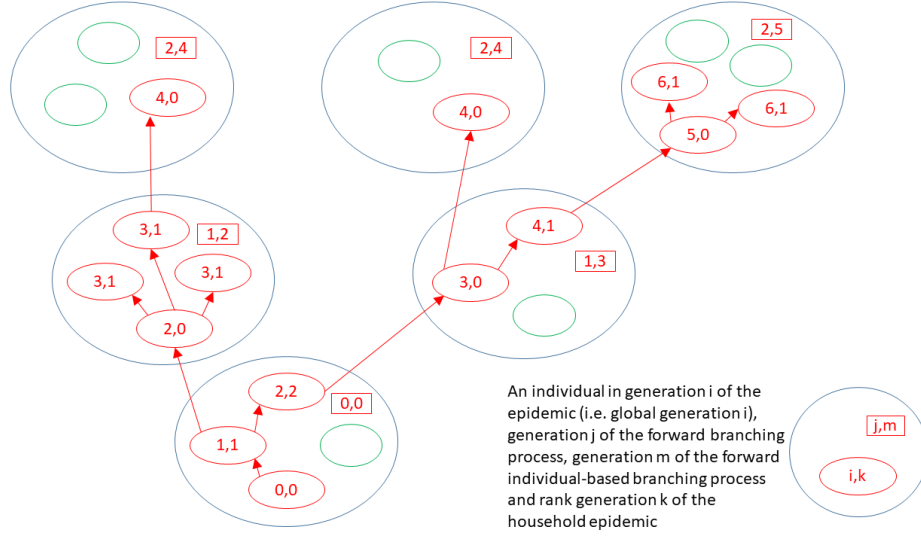 2,4
4,0
2,4
4,0
2,5
6,1
6,1
5,0
3,1
1,2
3,1
3,1
2,0
4,1
1,3
3,0
2,2
0,0
1,1
0,0
An individual in generation i of the
epidemic (i.e. global generation i),
generation j of the forward branching
process, generation m of the forward
individual-based branching process
and rank generation k of the
household epidemic
j,m
i,k